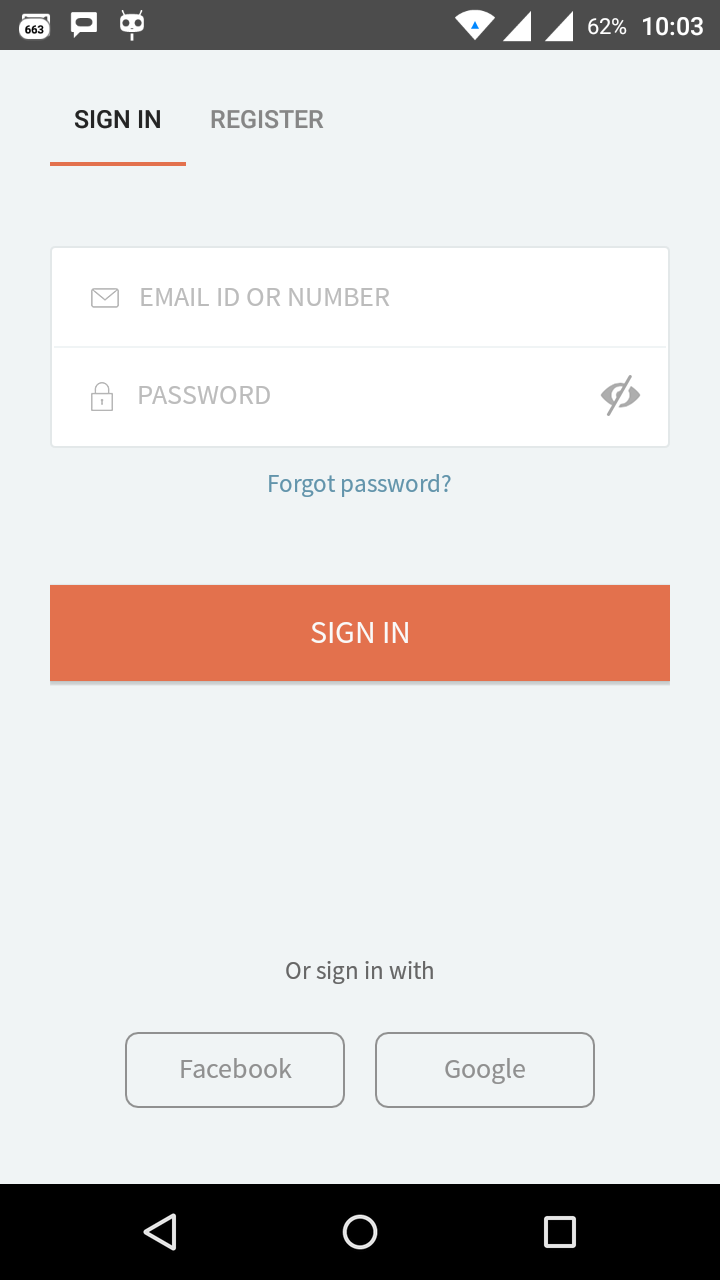 663 62% 10:03
SIGN IN REGISTER
EMAIL ID OR NUMBER
PASSWORD
Forgot password?
SIGN IN
Or sign in with
Facebook Google